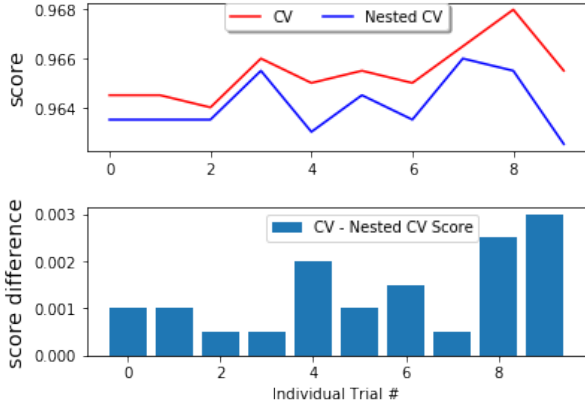 0.968
0.966
0.964
score
CV
Nested CV
0 2 4 6 8
0.003
0.002
0.001
0.000
score difference
CV - Nested CV Score
0 2 4 6 8
Individual Trial #